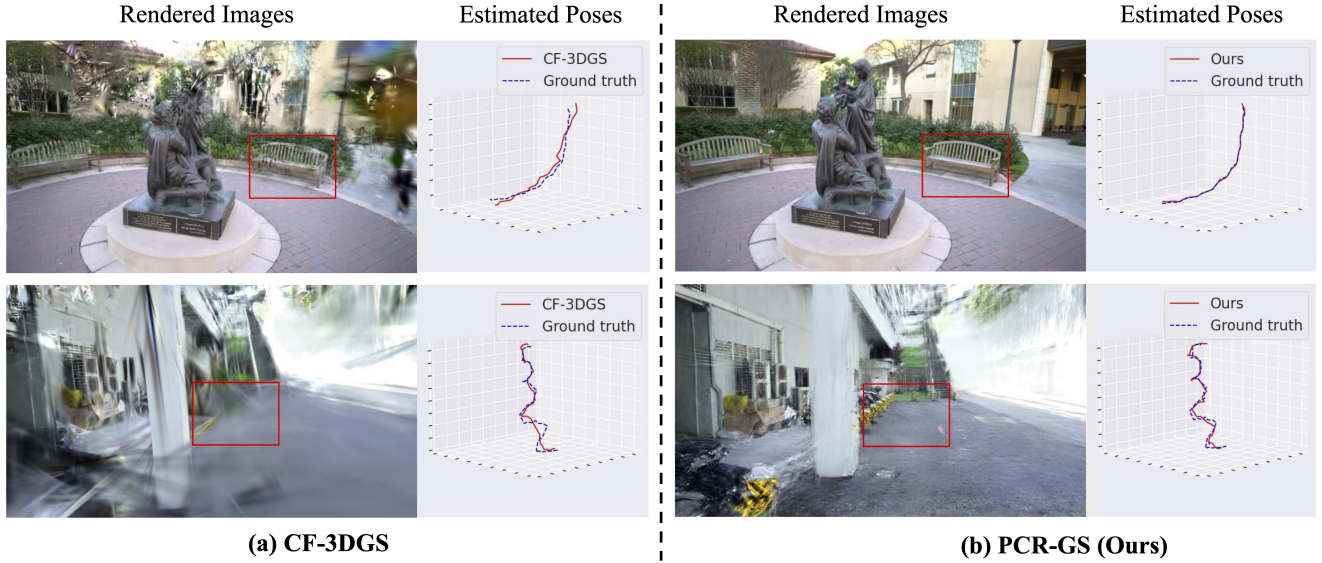 Rendered Images
Estimated Poses
Rendered Images
Estimated Poses
CF-3DGS
Ground truth
Ours
Ground truth
CF-3DGS
Ground truth
Ours
Ground truth
(a) CF-3DGS
(b) PCR-GS (Ours)